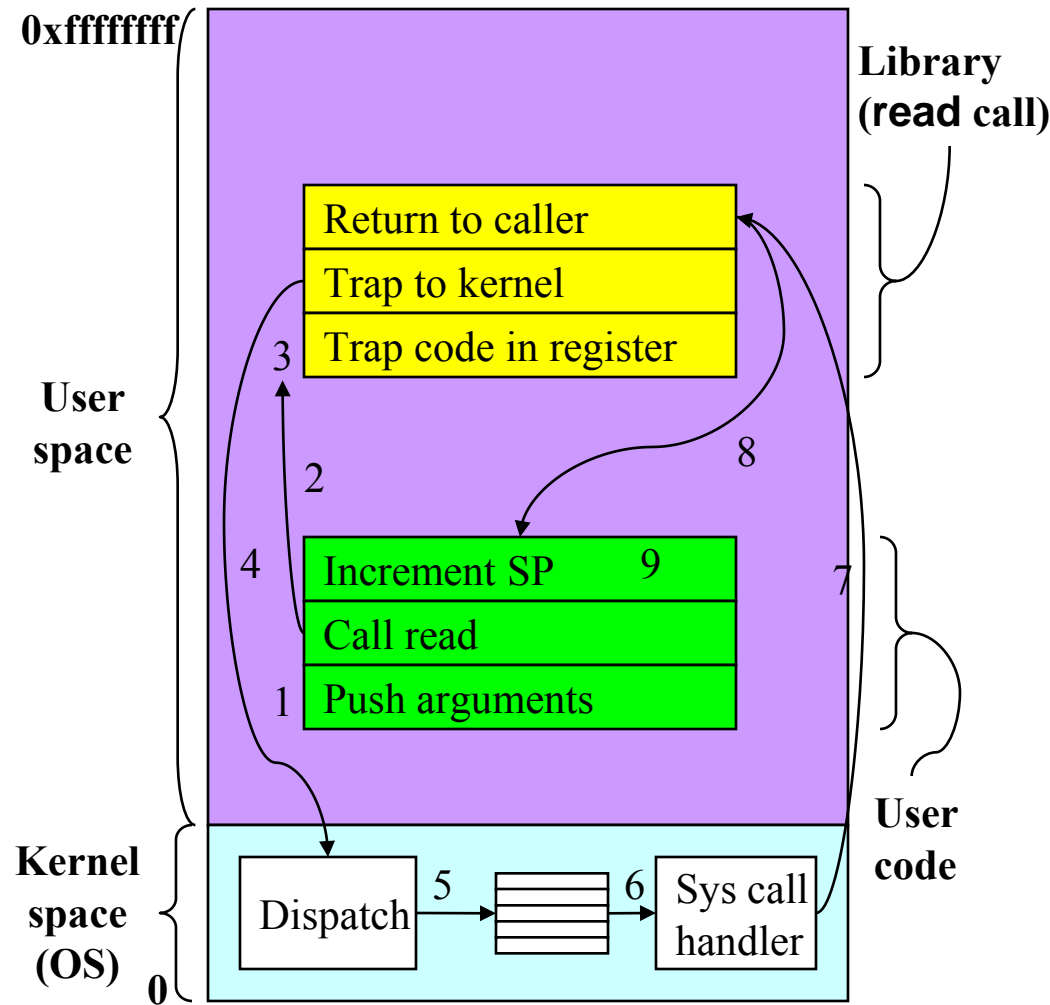 0xffffffff
Library
(read call)
Return to caller
Trap to kernel
Trap code in register
3
User
space
2
8
4
Increment SP
9
7
Call read
Push arguments
1
User
code
Kernel
space
(OS)
0
Dispatch
5
6
Sys call
handler